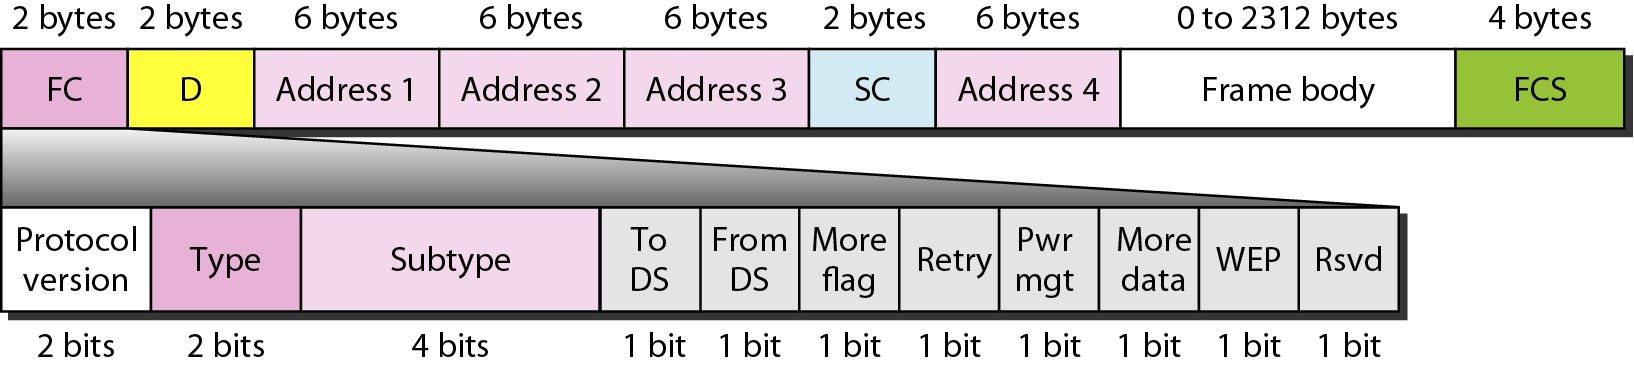 2 bytes 2 bytes 6 bytes 6 bytes 6 bytes 2 bytes 6 bytes 0 to 2312 bytes 4 bytes
FC D Address 1 Address 2 Address 3 SC Address 4 Frame body FCS
Protocol version Type Subtype To DS From DS More flag Retry Pwr mgt More data WEP Rsvd
2 bits 2 bits 4 bits 1 bit 1 bit 1 bit 1 bit 1 bit 1 bit 1 bit 1 bit